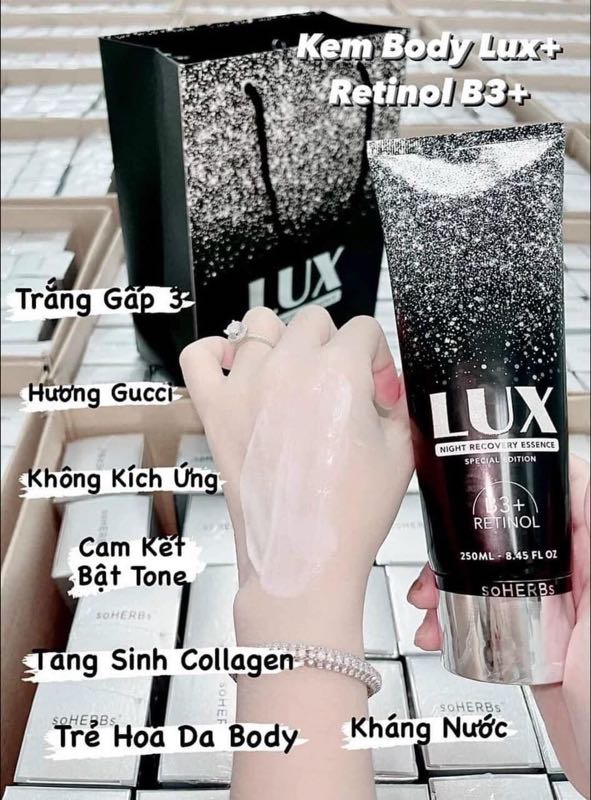 Kem Body Lux+
Retinol B3+
LUX
Trắng Gấp 3
Hương Gucci
Không Kích Ứng
Cam Kết
Bật Tone
Tăng Sinh Collagen
Trẻ Hoá Da Body
Kháng Nước
LUX
NIGHT RECOVERY ESSENCE
SPECIAL EDITION
B3+
RETINOL
250ML - 8.45 FL OZ
soHERBs
soHERBs
soHERBs
soHERBs